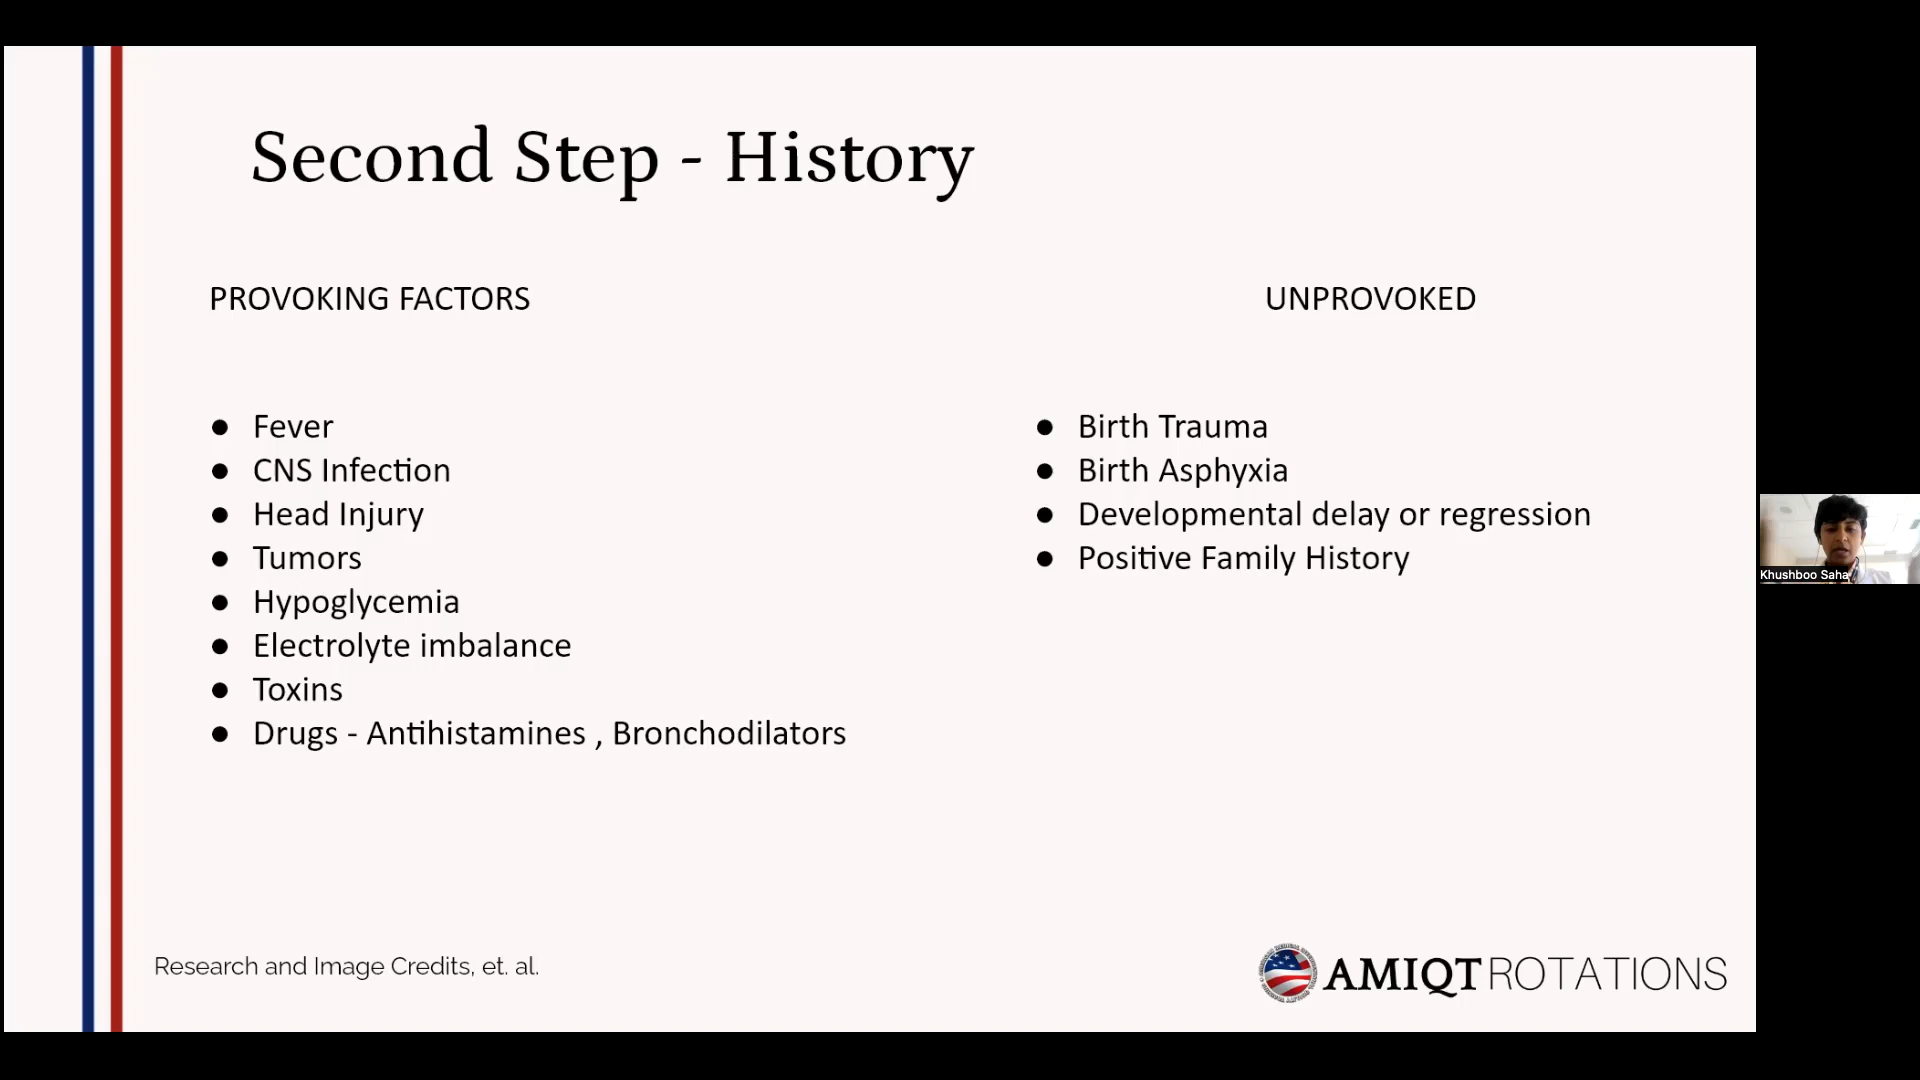 Second Step - History
PROVOKING FACTORS
● Fever
● CNS Infection
● Head Injury
● Tumors
● Hypoglycemia
● Electrolyte imbalance
● Toxins
● Drugs - Antihistamines , Bronchodilators
UNPROVOKED
● Birth Trauma
● Birth Asphyxia
● Developmental delay or regression
● Positive Family History
Khushboo Saha
Research and Image Credits, et. al.
AMIQT ROTATIONS